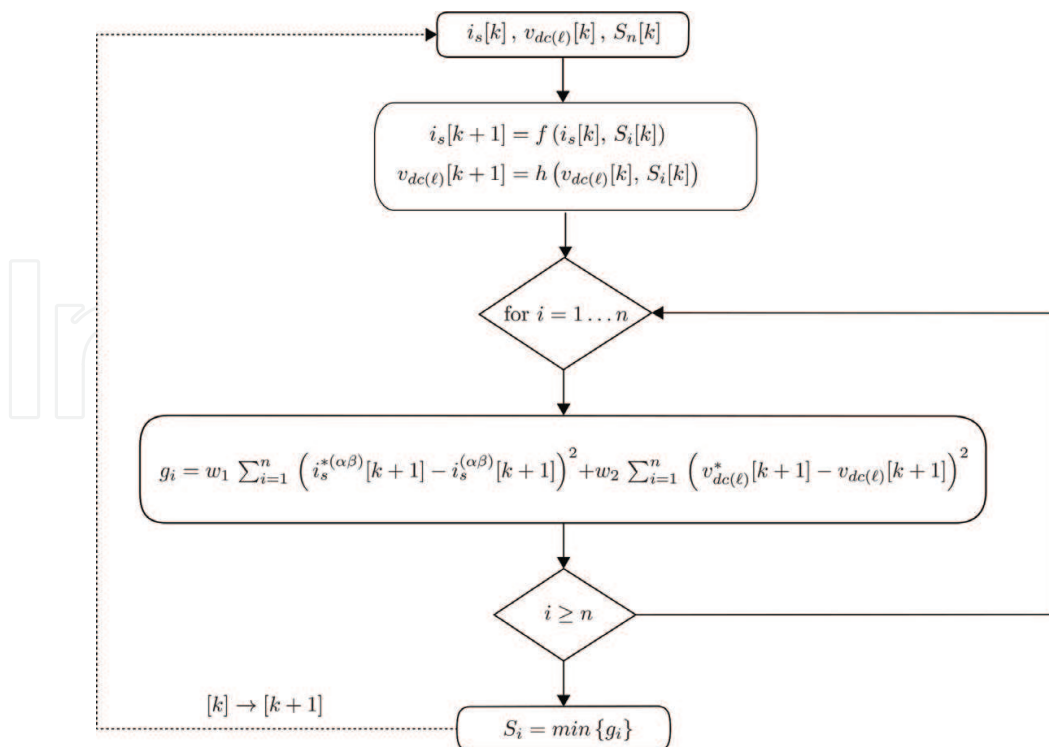 i_s[k] , v_{dc(ℓ)}[k] , S_n[k]
i_s[k + 1] = f (i_s[k], S_i[k])
v_{dc(ℓ)}[k + 1] = h (v_{dc(ℓ)}[k], S_i[k])
for i = 1 … n
g_i = w_1 ∑_{i=1}^{n} (i_s^{*(αβ)}[k + 1] − i_s^{(αβ)}[k + 1])^2 + w_2 ∑_{i=1}^{n} (v_{dc(ℓ)}^*[k + 1] − v_{dc(ℓ)}[k + 1])^2
i ≥ n
[k] → [k + 1]
S_i = min {g_i}